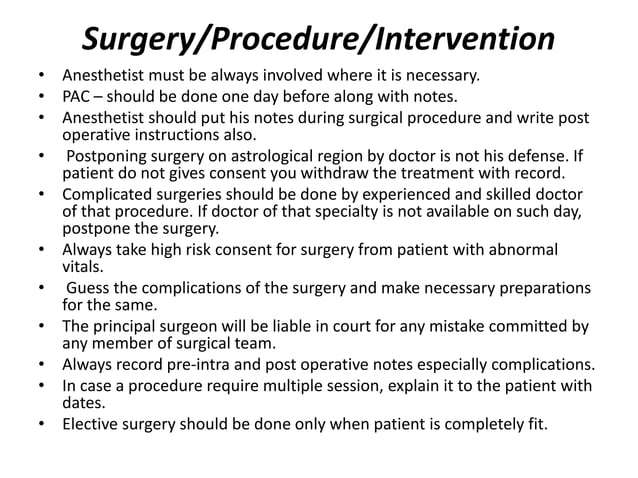 Surgery/Procedure/Intervention
• Anesthetist must be always involved where it is necessary.
• PAC – should be done one day before along with notes.
• Anesthetist should put his notes during surgical procedure and write post
operative instructions also.
• Postponing surgery on astrological region by doctor is not his defense. If
patient do not gives consent you withdraw the treatment with record.
• Complicated surgeries should be done by experienced and skilled doctor
of that procedure. If doctor of that specialty is not available on such day,
postpone the surgery.
• Always take high risk consent for surgery from patient with abnormal
vitals.
• Guess the complications of the surgery and make necessary preparations
for the same.
• The principal surgeon will be liable in court for any mistake committed by
any member of surgical team.
• Always record pre-intra and post operative notes especially complications.
• In case a procedure require multiple session, explain it to the patient with
dates.
• Elective surgery should be done only when patient is completely fit.